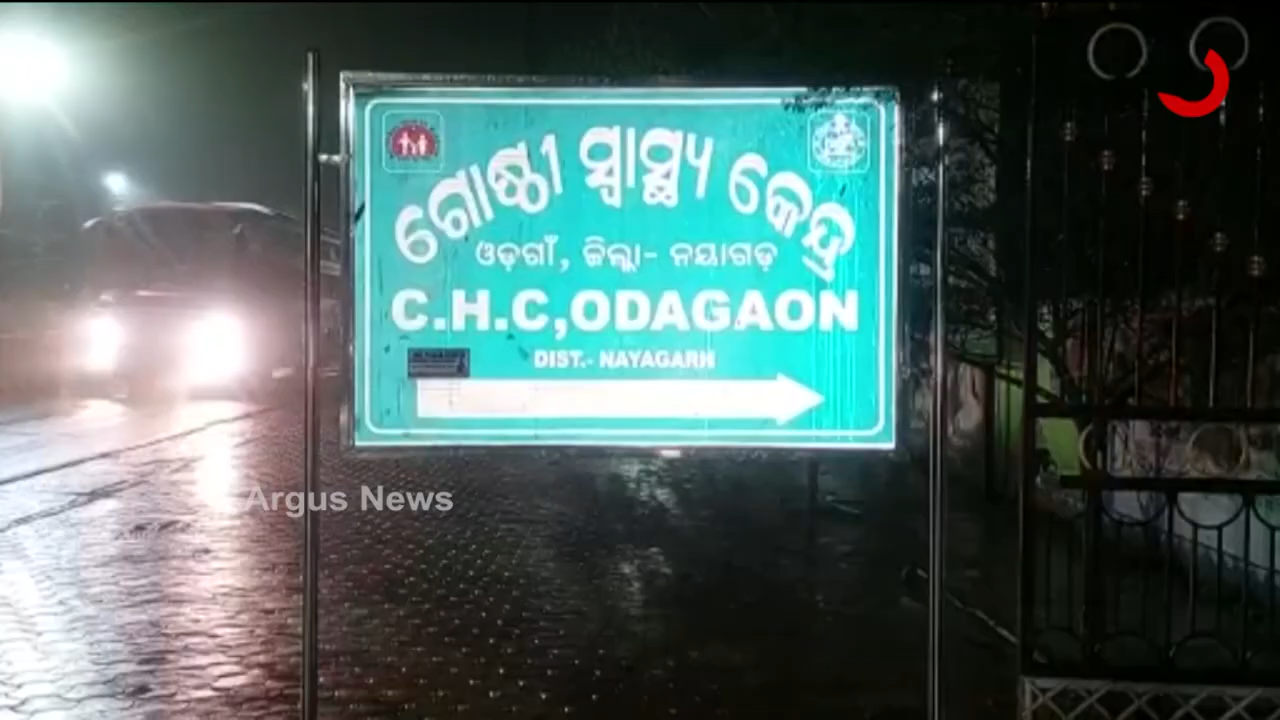 ଗୋଷ୍ଠୀ ସ୍ୱାସ୍ଥ୍ୟ କେନ୍ଦ୍ର
ଓଡ଼ଗାଁ, ଜିଲ୍ଲା- ନୟାଗଡ଼
C.H.C,ODAGAON
DIST.- NAYAGARH
Argus News